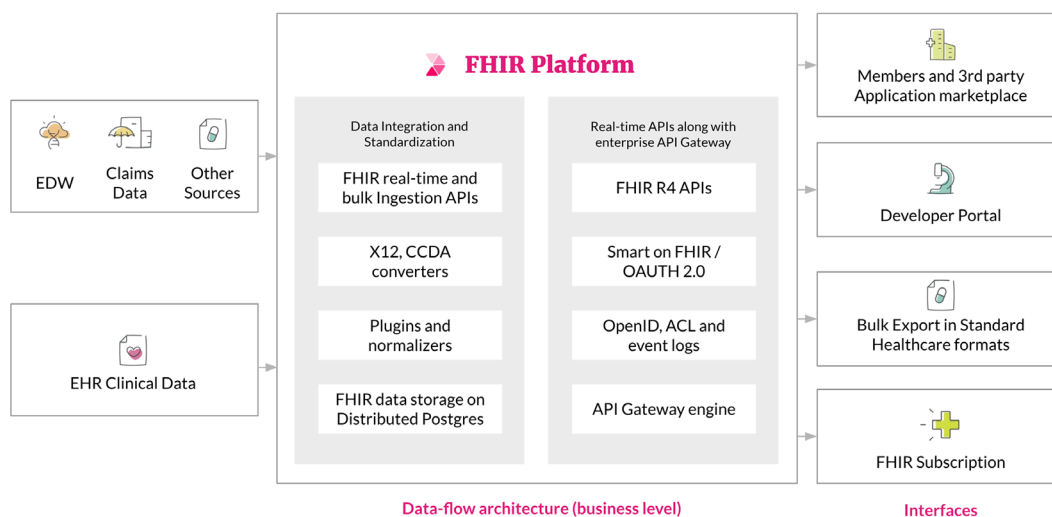 FHIR Platform
EDW
Claims
Data
Other
Sources
EHR Clinical Data
Data Integration and
Standardization
FHIR real-time and
bulk Ingestion APIs
X12, CCDA
converters
Plugins and
normalizers
FHIR data storage on
Distributed Postgres
Real-time APIs along with
enterprise API Gateway
FHIR R4 APIs
Smart on FHIR /
OAUTH 2.0
OpenID, ACL and
event logs
API Gateway engine
Members and 3rd party
Application marketplace
Developer Portal
Bulk Export in Standard
Healthcare formats
FHIR Subscription
Data-flow architecture (business level)
Interfaces